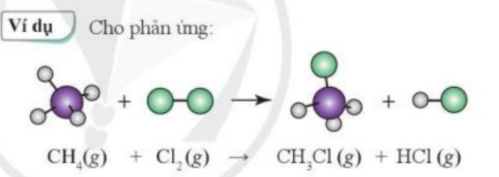 Ví dụ Cho phản ứng:
CH₄(g) + Cl₂(g) → CH₃Cl (g) + HCl (g)